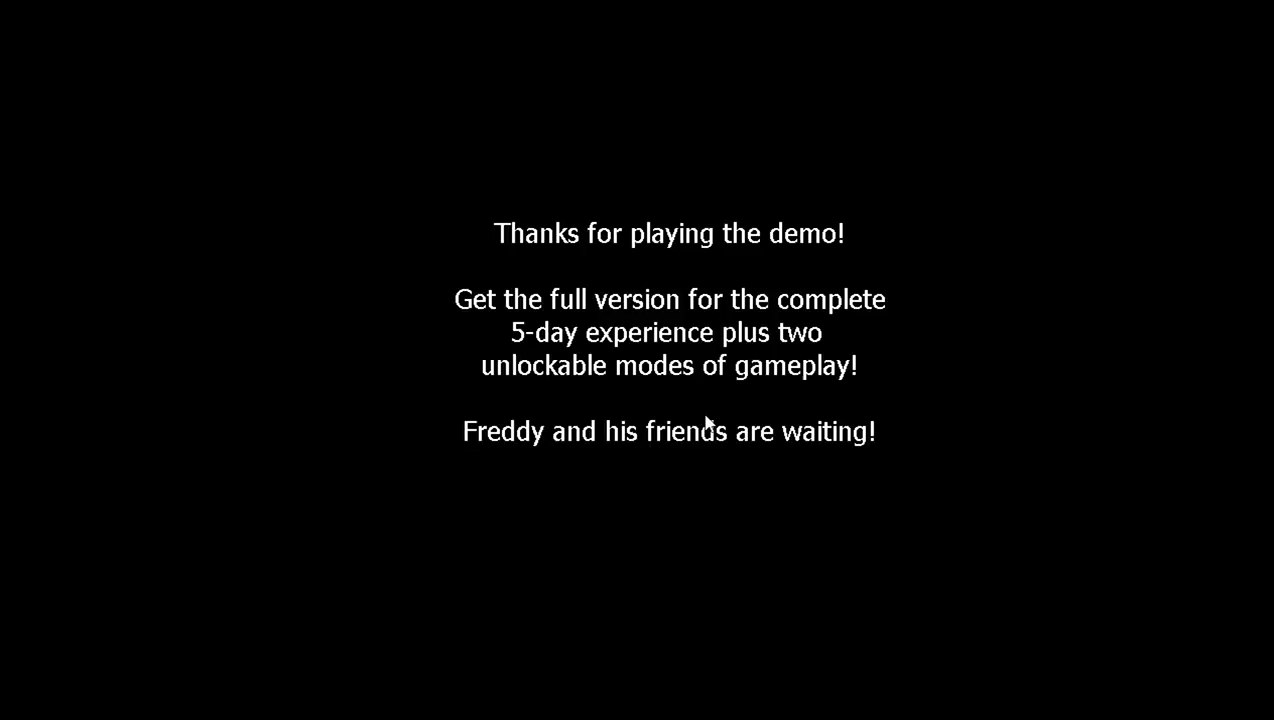 Thanks for playing the demo!
Get the full version for the complete
5-day experience plus two
unlockable modes of gameplay!
Freddy and his friends are waiting!